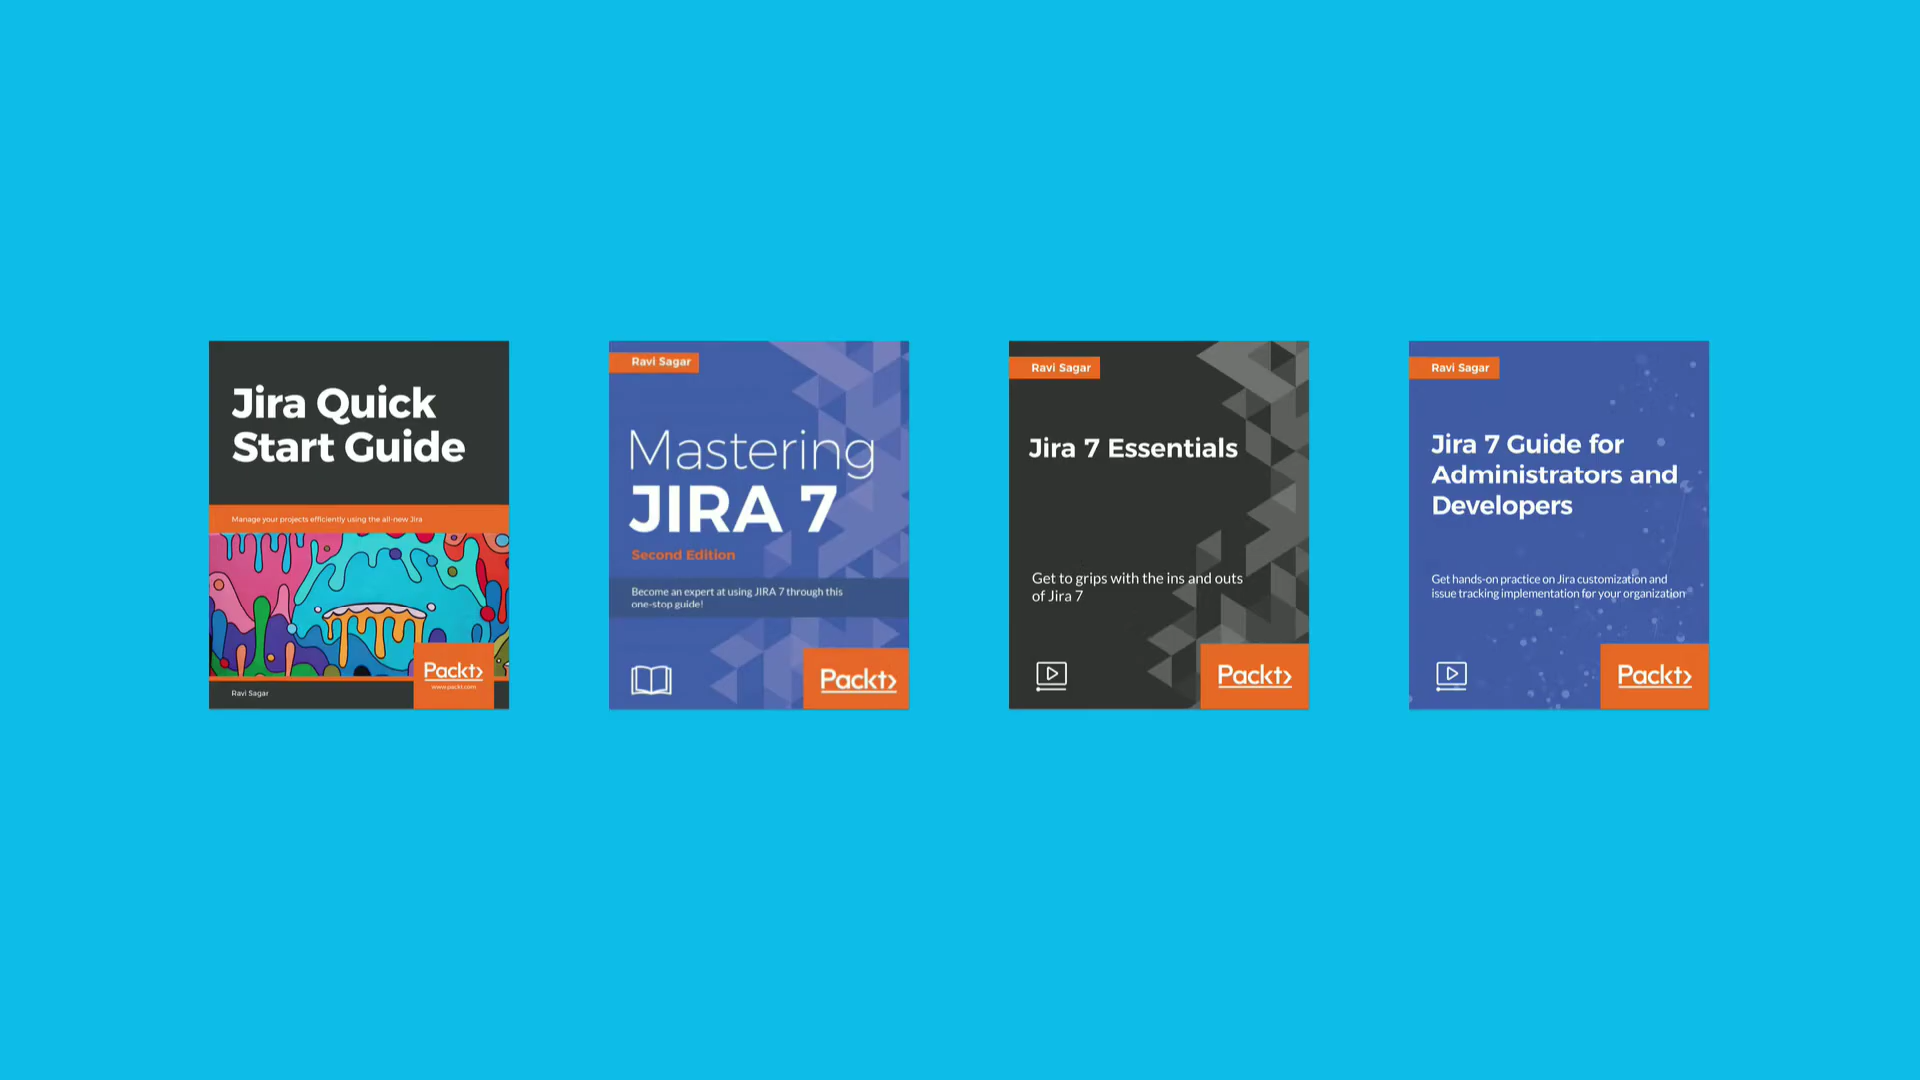 Jira Quick
Start Guide
Manage your projects efficiently using the all-new Jira
Packt>
www.packt.com
Ravi Sagar
Ravi Sagar
Mastering
JIRA 7
Second Edition
Become an expert at using JIRA 7 through this
one-stop guide!
Packt>
Ravi Sagar
Jira 7 Essentials
Get to grips with the ins and outs
of Jira 7
Packt>
Ravi Sagar
Jira 7 Guide for
Administrators and
Developers
Get hands-on practice on Jira customization and
issue tracking implementation for your organization
Packt>